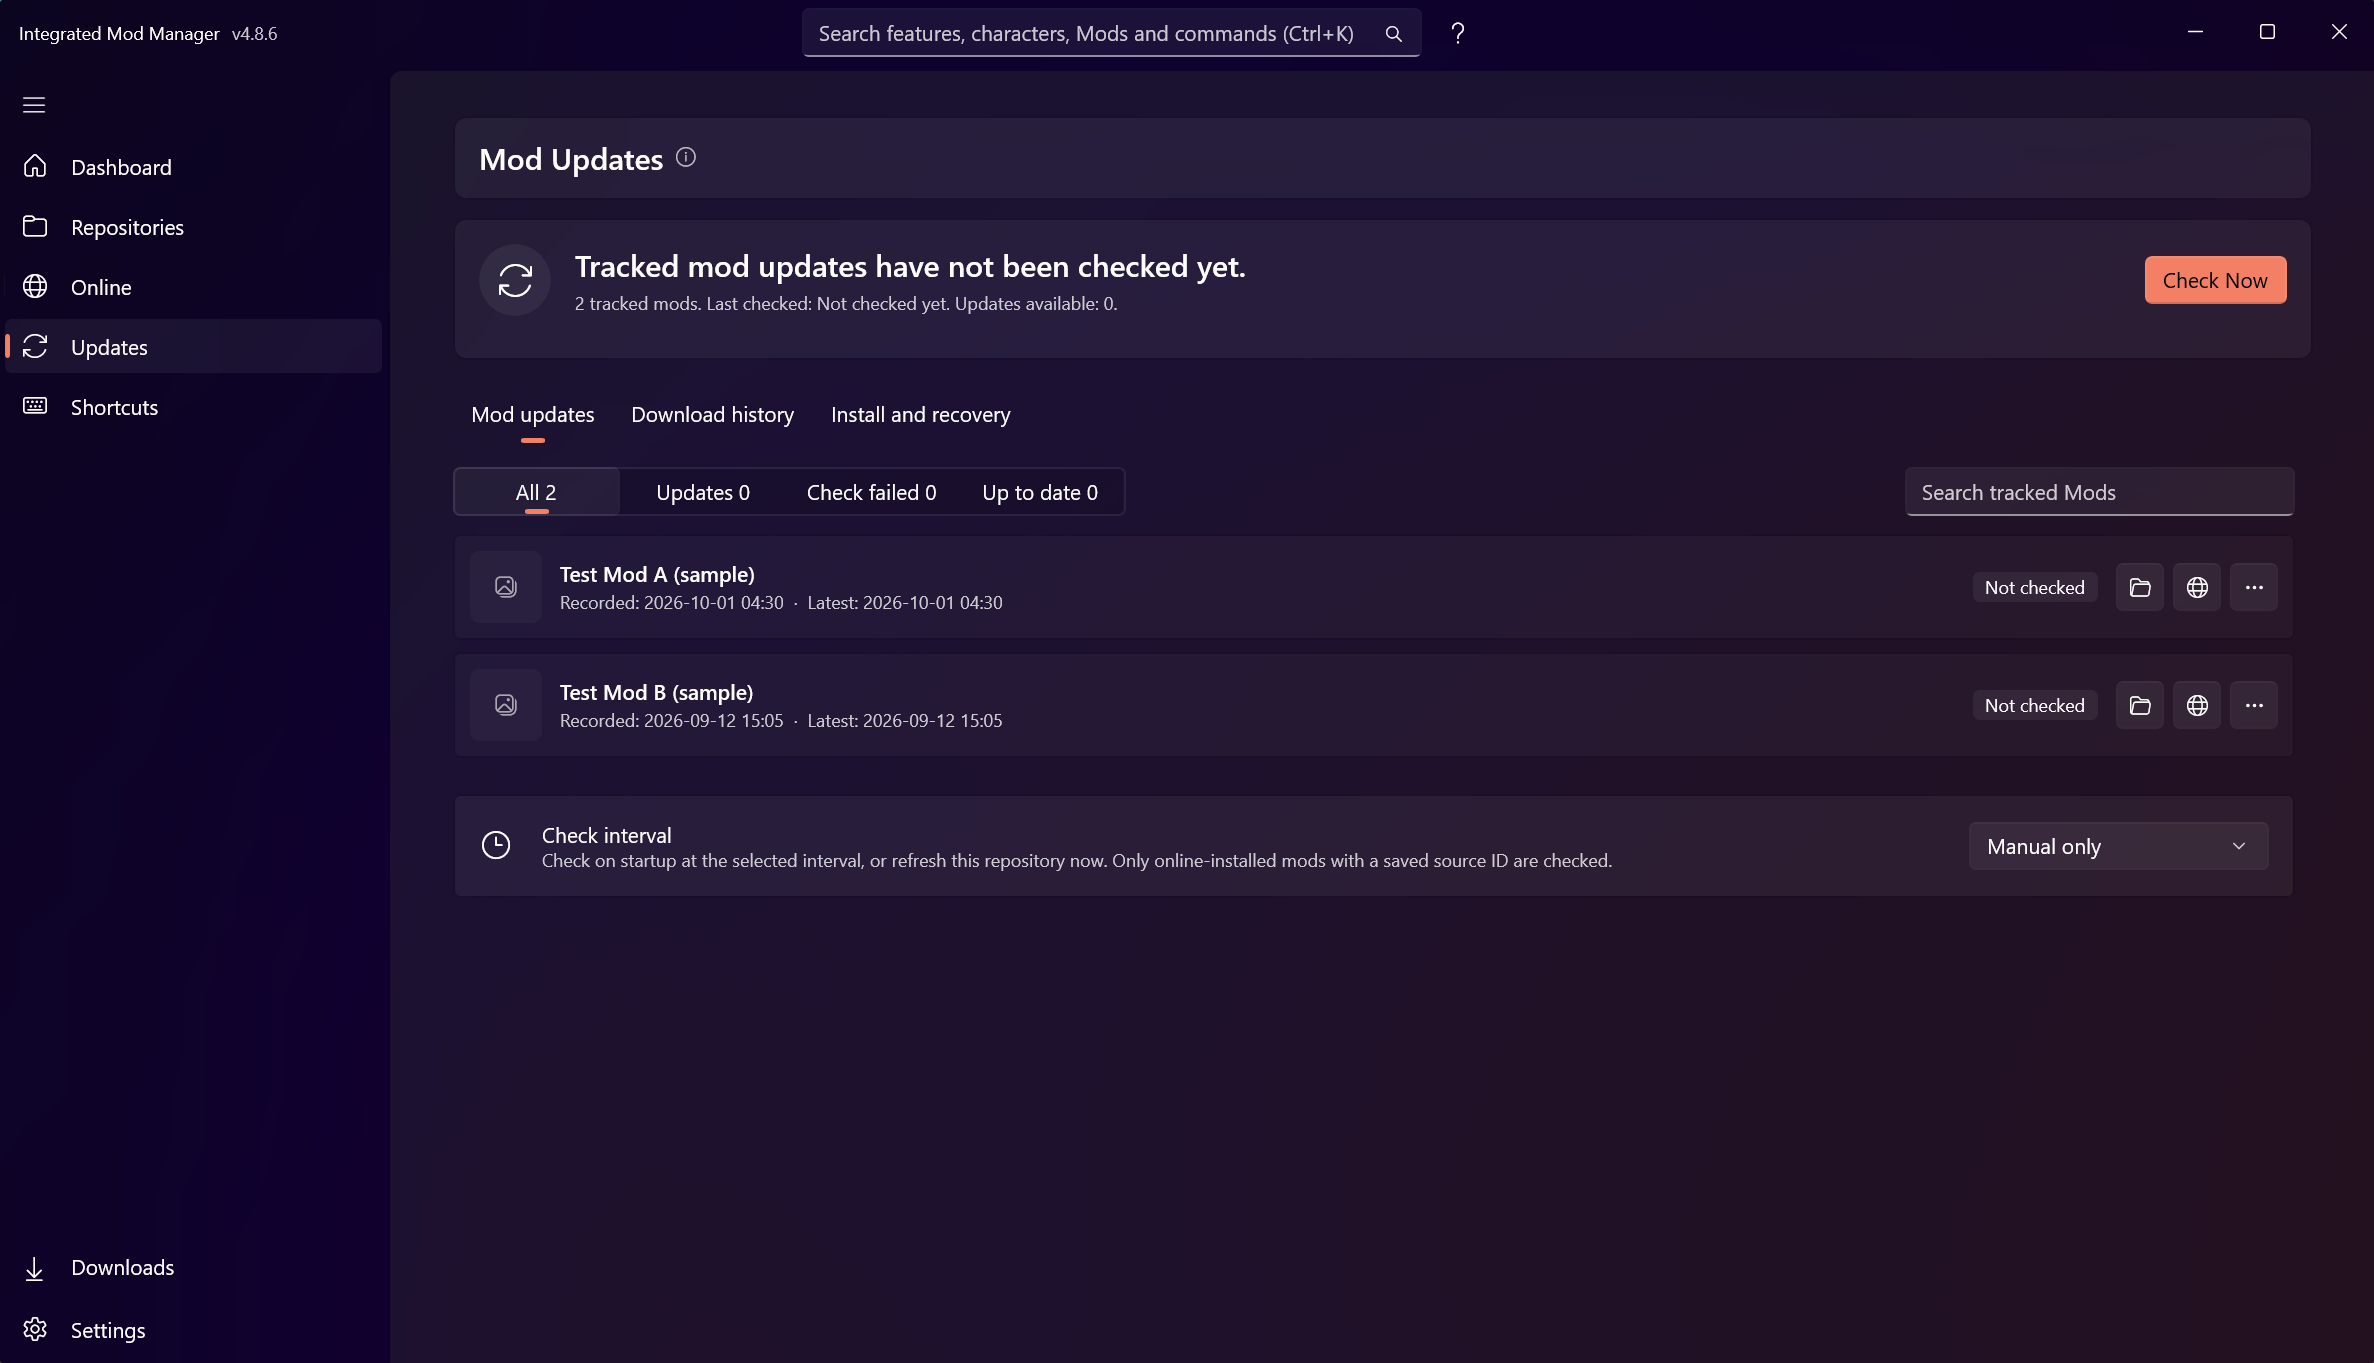 Integrated Mod Manager v4.8.6
Search features, characters, Mods and commands (Ctrl+K)
?
Dashboard
Repositories
Online
Updates
Shortcuts
Downloads
Settings
Mod Updates
Tracked mod updates have not been checked yet.
2 tracked mods. Last checked: Not checked yet. Updates available: 0.
Check Now
Mod updates Download history Install and recovery
All 2 Updates 0 Check failed 0 Up to date 0
Search tracked Mods
Test Mod A (sample)
Recorded: 2026-10-01 04:30 · Latest: 2026-10-01 04:30
Not checked
Test Mod B (sample)
Recorded: 2026-09-12 15:05 · Latest: 2026-09-12 15:05
Not checked
Check interval
Check on startup at the selected interval, or refresh this repository now. Only online-installed mods with a saved source ID are checked.
Manual only